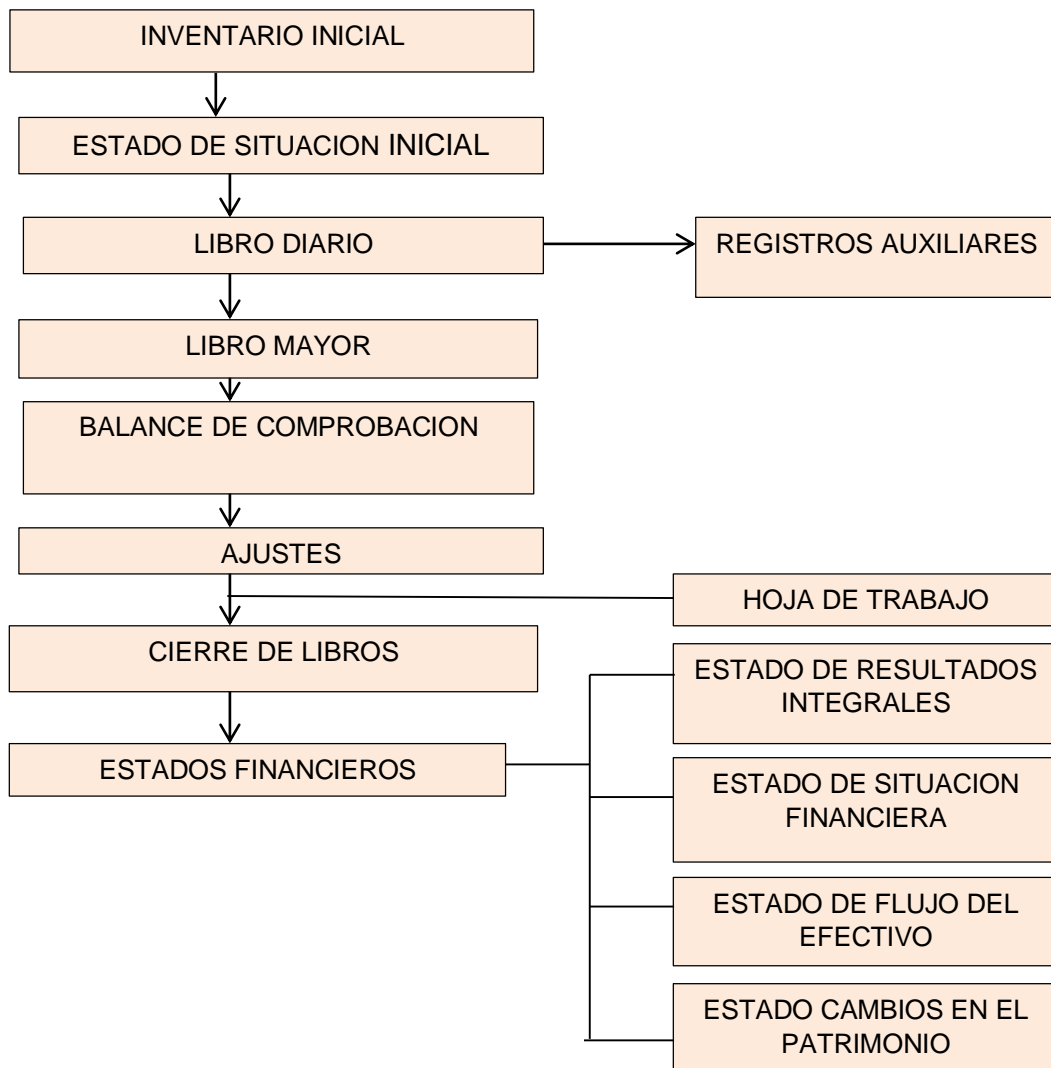 INVENTARIO INICIAL
ESTADO DE SITUACION INICIAL
LIBRO DIARIO
REGISTROS AUXILIARES
LIBRO MAYOR
BALANCE DE COMPROBACION
AJUSTES
HOJA DE TRABAJO
CIERRE DE LIBROS
ESTADOS FINANCIEROS
ESTADO DE RESULTADOS
INTEGRALES
ESTADO DE SITUACION
FINANCIERA
ESTADO DE FLUJO DEL
EFECTIVO
ESTADO CAMBIOS EN EL
PATRIMONIO